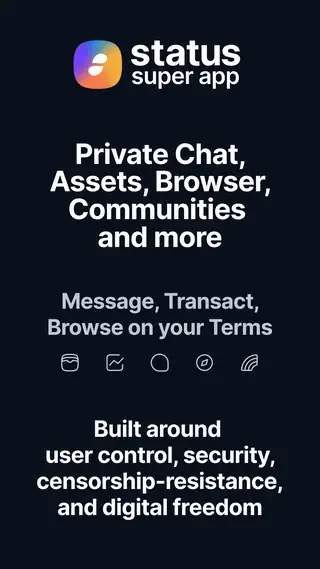 status
super app
Private Chat,
Assets, Browser,
Communities
and more
Message, Transact,
Browse on your Terms
Built around
user control, security,
censorship-resistance,
and digital freedom